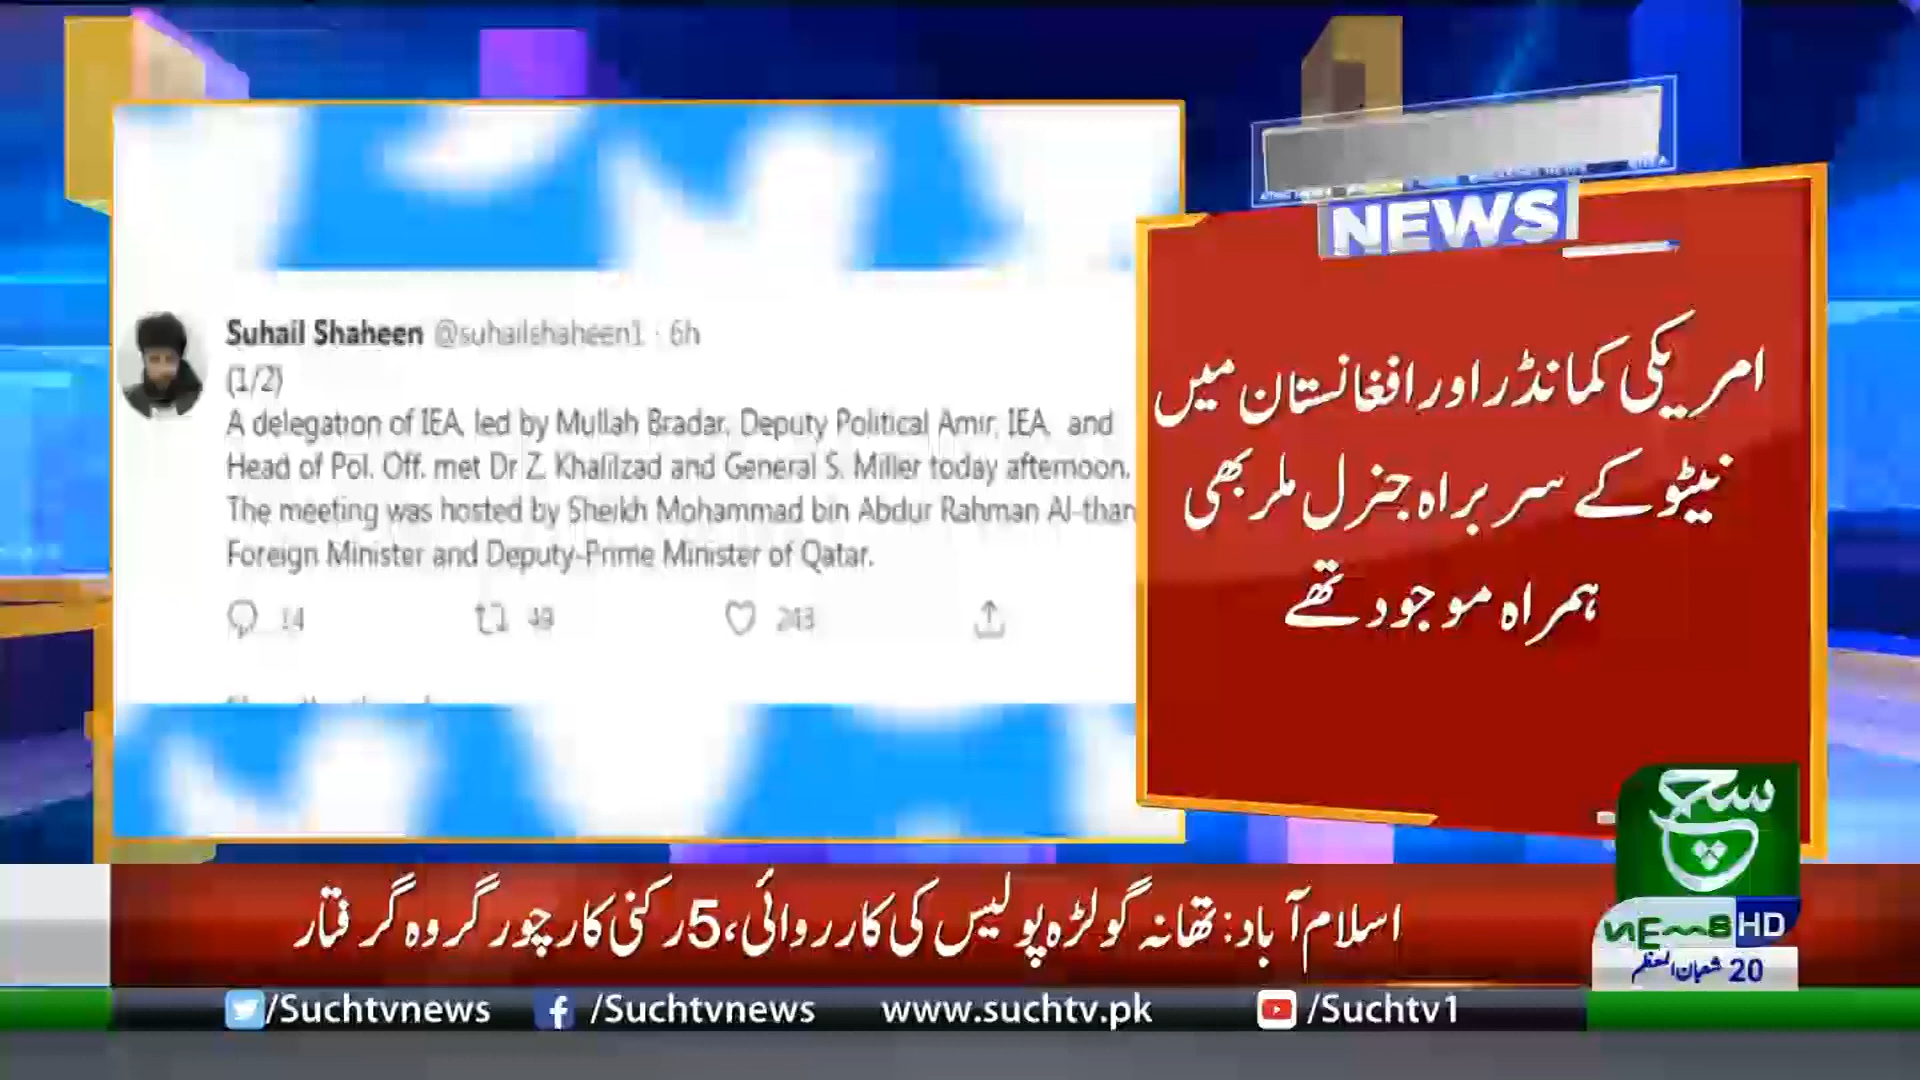 NEWS
Suhail Shaheen @suhailshaheen1 · 6h
(1/2)
A delegation of IEA, led by Mullah Bradar, Deputy Political Amir, IEA, and
Head of Pol. Off. met Dr Z. Khalilzad and General S. Miller today afternoon.
The meeting was hosted by Sheikh Mohammad bin Abdur Rahman Al-than
Foreign Minister and Deputy-Prime Minister of Qatar.
14 49 243
امریکی کمانڈر اور افغانستان میں
نیٹو کے سربراہ جنرل ملر بھی
ہمراہ موجود تھے
سچ
HD
20 شعبان المعظم
اسلام آباد: تھانہ گولڑہ پولیس کی کارروائی، 5 رکنی کار چور گروہ گرفتار
/Suchtvnews /Suchtvnews www.suchtv.pk /Suchtv1